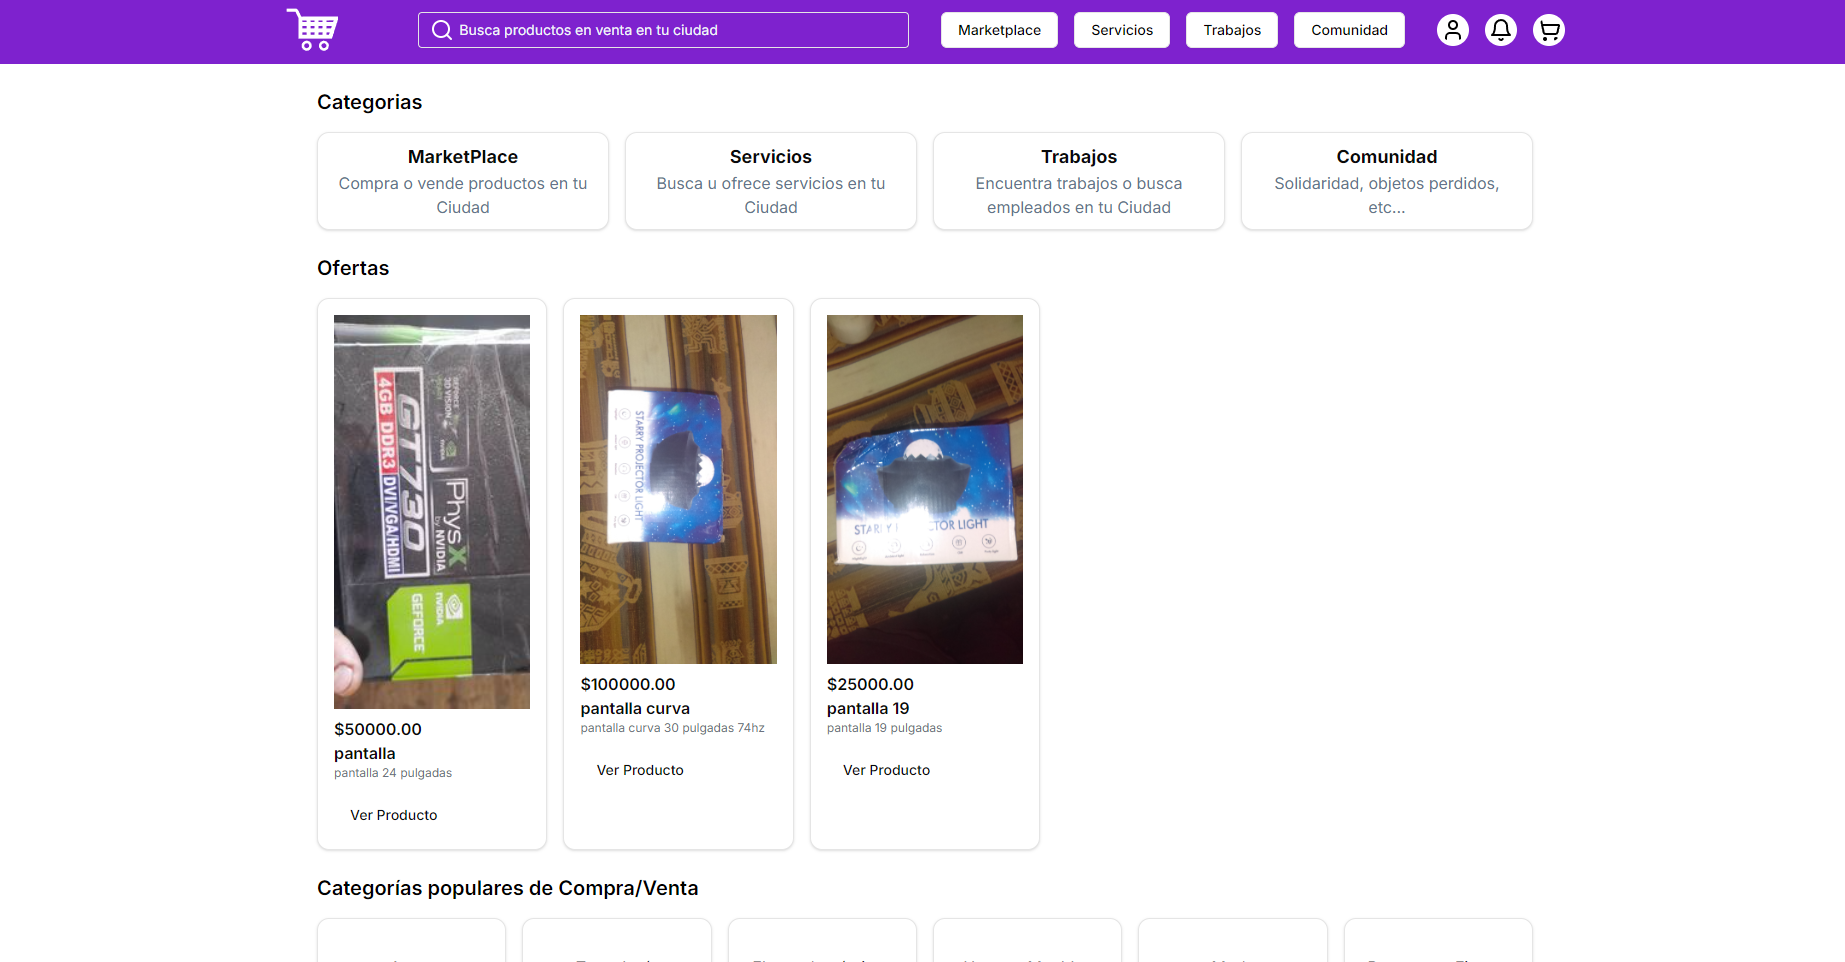 Busca productos en venta en tu ciudad
Marketplace
Servicios
Trabajos
Comunidad
Categorias
MarketPlace
Compra o vende productos en tu
Ciudad
Servicios
Busca u ofrece servicios en tu
Ciudad
Trabajos
Encuentra trabajos o busca
empleados en tu Ciudad
Comunidad
Solidaridad, objetos perdidos,
etc...
Ofertas
GEFORCE
3D VISION
NVIDIA
4GB DDR3 DVI/VGA/HDMI
GT730
PhysX
by NVIDIA
NVIDIA
GEFORCE
$50000.00
pantalla
pantalla 24 pulgadas
Ver Producto
STARRY PROJECTOR LIGHT
$100000.00
pantalla curva
pantalla curva 30 pulgadas 74hz
Ver Producto
LIGHT
$25000.00
pantalla 19
pantalla 19 pulgadas
Ver Producto
Categorías populares de Compra/Venta